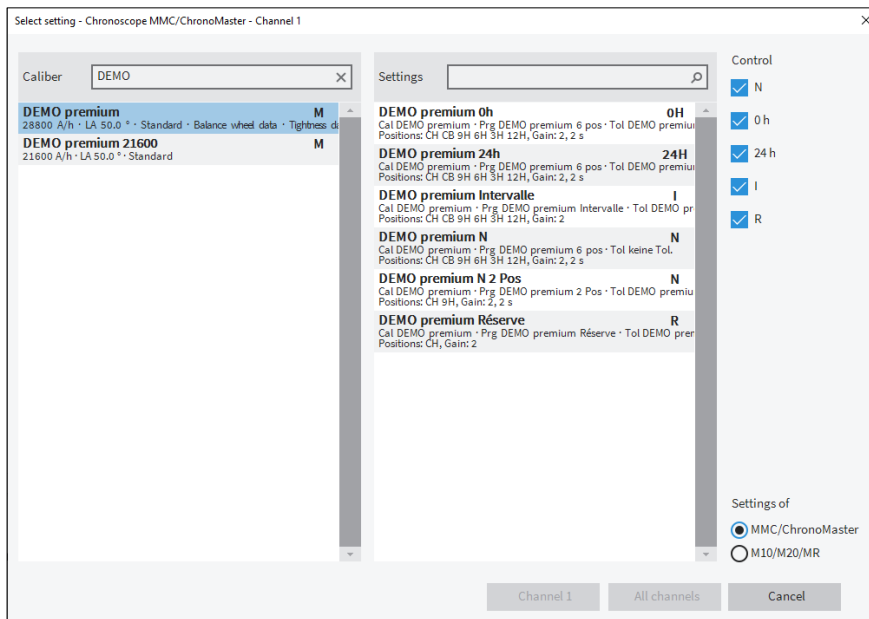 Select setting - Chronoscope MMC/ChronoMaster - Channel 1
Caliber DEMO
DEMO premium M
28800 A/h · LA 50.0 ° · Standard · Balance wheel data · Tightness da
DEMO premium 21600 M
21600 A/h · LA 50.0 ° · Standard
Settings
DEMO premium 0h 0H
Cal DEMO premium · Prg DEMO premium 6 pos · Tol DEMO premiu
Positions: CH CB 9H 6H 3H 12H, Gain: 2, 2 s
DEMO premium 24h 24H
Cal DEMO premium · Prg DEMO premium 6 pos · Tol DEMO premiu
Positions: CH CB 9H 6H 3H 12H, Gain: 2, 2 s
DEMO premium Intervalle I
Cal DEMO premium · Prg DEMO premium Intervalle · Tol DEMO pr
Positions: CH CB 9H 6H 3H 12H, Gain: 2
DEMO premium N N
Cal DEMO premium · Prg DEMO premium 6 pos · Tol keine Tol.
Positions: CH CB 9H 6H 3H 12H, Gain: 2, 2 s
DEMO premium N 2 Pos N
Cal DEMO premium · Prg DEMO premium 2 Pos · Tol DEMO premiu
Positions: CH 9H, Gain: 2, 2 s
DEMO premium Réserve R
Cal DEMO premium · Prg DEMO premium Réserve · Tol DEMO prem
Positions: CH, Gain: 2
Control
N
0 h
24 h
I
R
Settings of
MMC/ChronoMaster
M10/M20/MR
Channel 1
All channels
Cancel